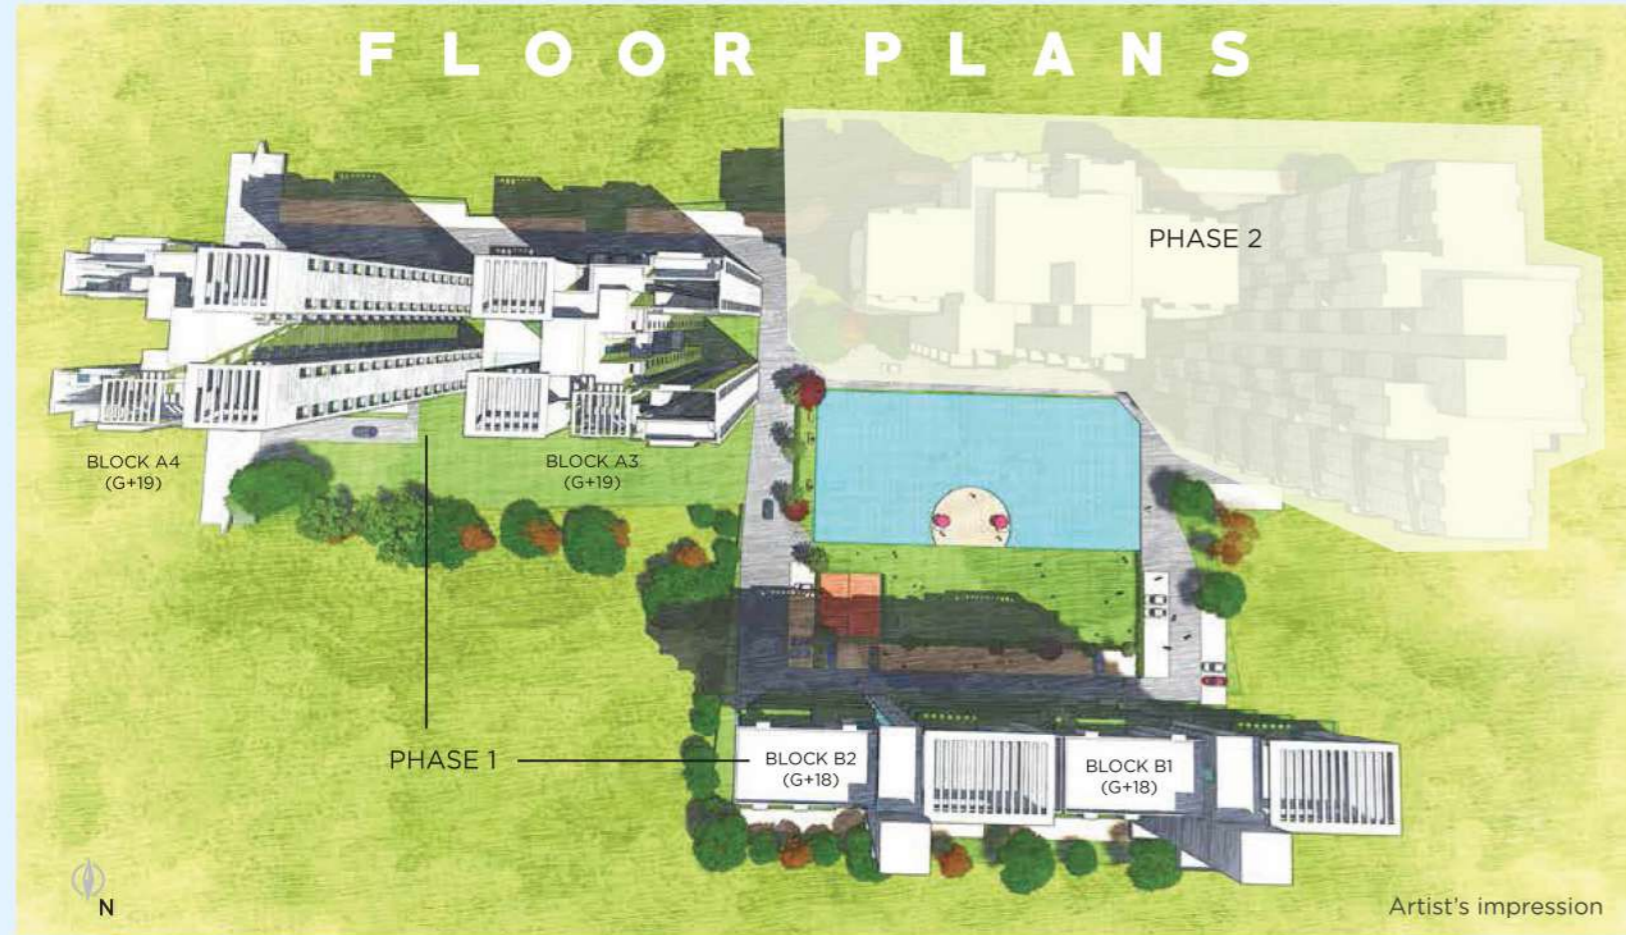 FLOOR PLANS
PHASE 2
BLOCK A4
(G+19)
BLOCK A3
(G+19)
PHASE 1
BLOCK B2
(G+18)
BLOCK B1
(G+18)
N
Artist's impression